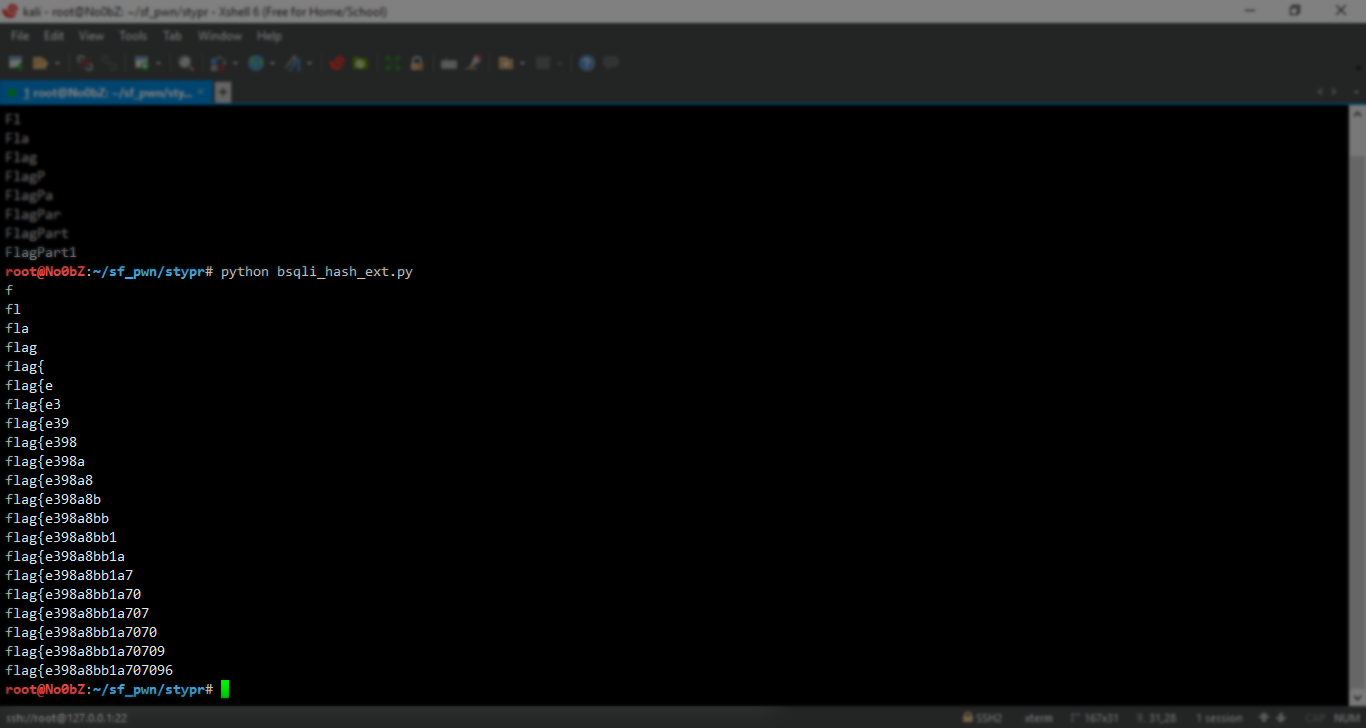 kali - root@No0bZ: ~/sf_pwn/stypr - Xshell 6 (Free for Home/School)
File Edit View Tools Tab Window Help
1 root@No0bZ: ~/sf_pwn/sty...
Fl
Fla
Flag
FlagP
FlagPa
FlagPar
FlagPart
FlagPart1
root@No0bZ:~/sf_pwn/stypr# python bsqli_hash_ext.py
f
fl
fla
flag
flag{
flag{e
flag{e3
flag{e39
flag{e398
flag{e398a
flag{e398a8
flag{e398a8b
flag{e398a8bb
flag{e398a8bb1
flag{e398a8bb1a
flag{e398a8bb1a7
flag{e398a8bb1a70
flag{e398a8bb1a707
flag{e398a8bb1a7070
flag{e398a8bb1a70709
flag{e398a8bb1a707096
root@No0bZ:~/sf_pwn/stypr#
ssh://root@127.0.0.1:22 SSH2 xterm 167x31 31,28 1 session CAP NUM